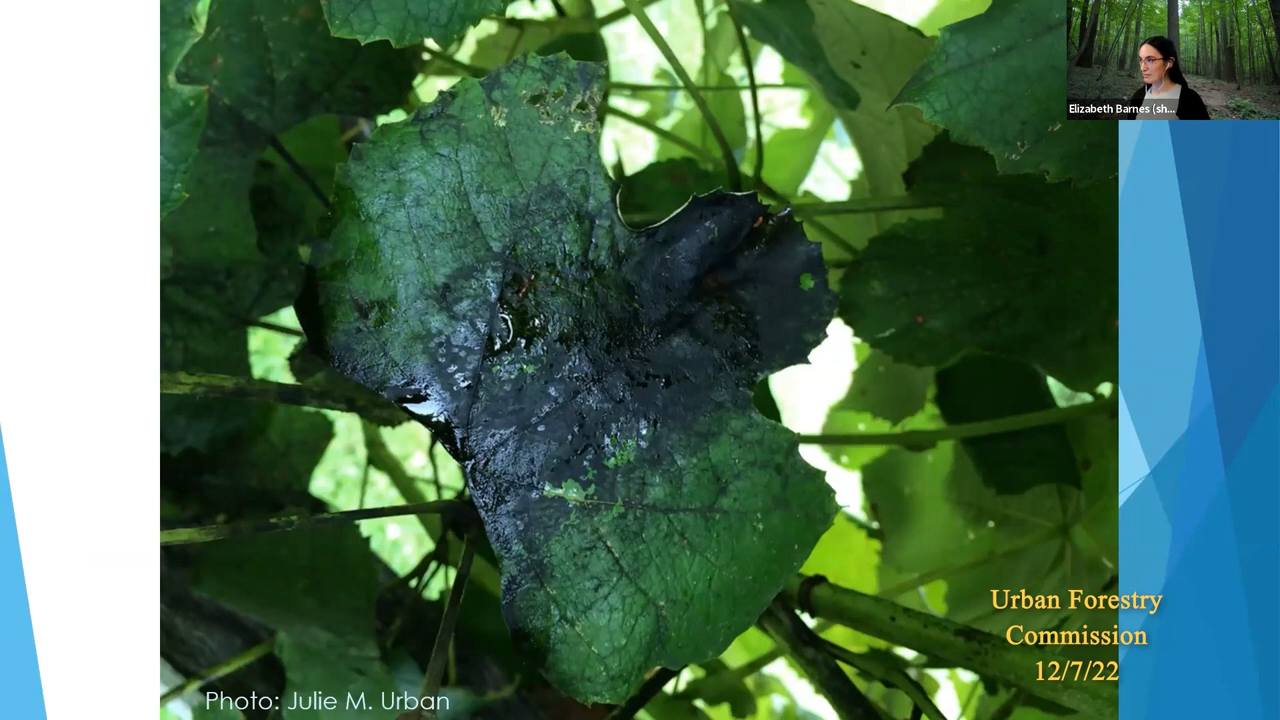 Elizabeth Barnes (sh...
Urban Forestry
Commission
12/7/22
Photo: Julie M. Urban